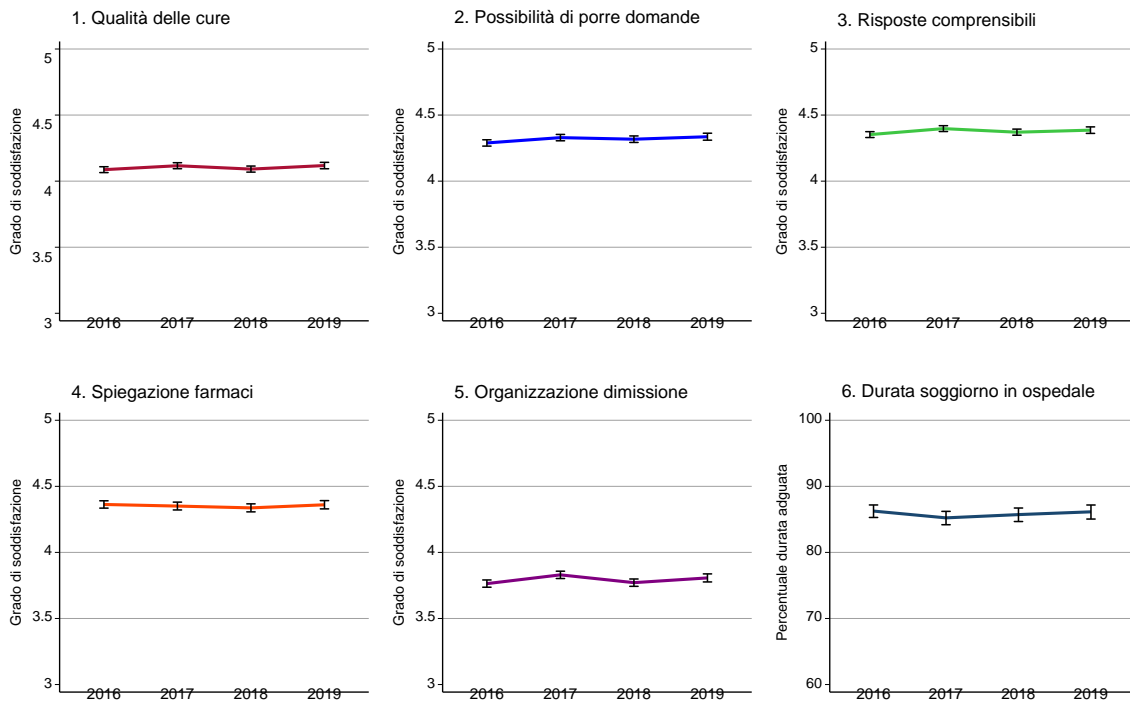 1. Qualità delle cure
Grado di soddisfazione
5
4.5
4
3.5
3
2016 2017 2018 2019
2. Possibilità di porre domande
Grado di soddisfazione
5
4.5
4
3.5
3
2016 2017 2018 2019
3. Risposte comprensibili
Grado di soddisfazione
5
4.5
4
3.5
3
2016 2017 2018 2019
4. Spiegazione farmaci
Grado di soddisfazione
5
4.5
4
3.5
3
2016 2017 2018 2019
5. Organizzazione dimissione
Grado di soddisfazione
5
4.5
4
3.5
3
2016 2017 2018 2019
6. Durata soggiorno in ospedale
Percentuale durata adguata
100
90
80
70
60
2016 2017 2018 2019